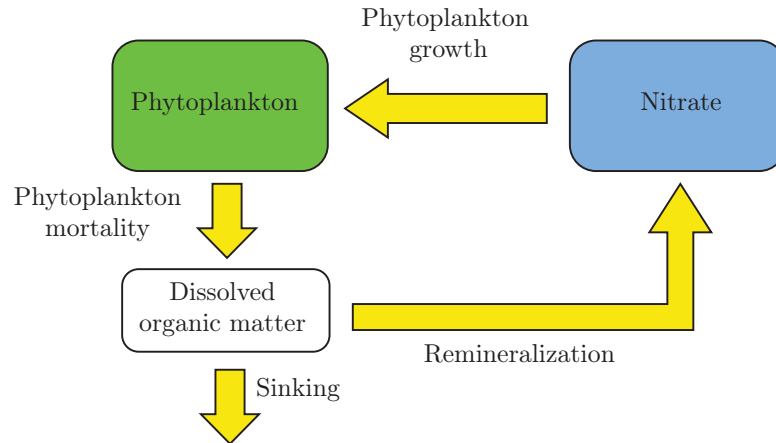 Phytoplankton
growth
Phytoplankton
Nitrate
Phytoplankton
mortality
Dissolved
organic matter
Remineralization
Sinking